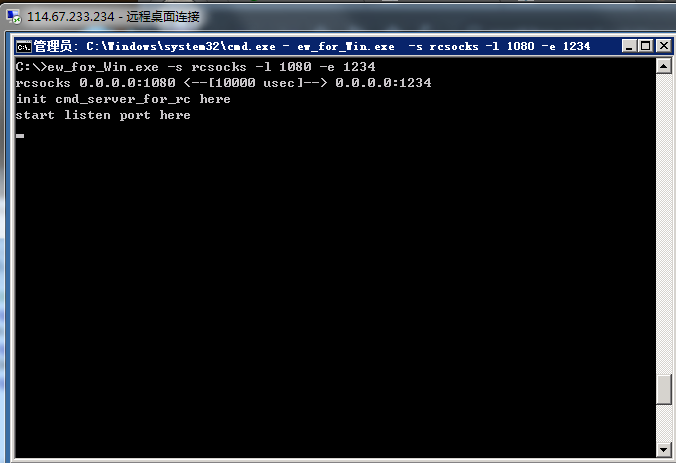 114.67.233.234 - 远程桌面连接
管理员: C:\Windows\system32\cmd.exe - ew_for_Win.exe -s rcsocks -l 1080 -e 1234
C:\>ew_for_Win.exe -s rcsocks -l 1080 -e 1234
rcsocks 0.0.0.0:1080 <--[10000 usec]--> 0.0.0.0:1234
init cmd_server_for_rc here
start listen port here